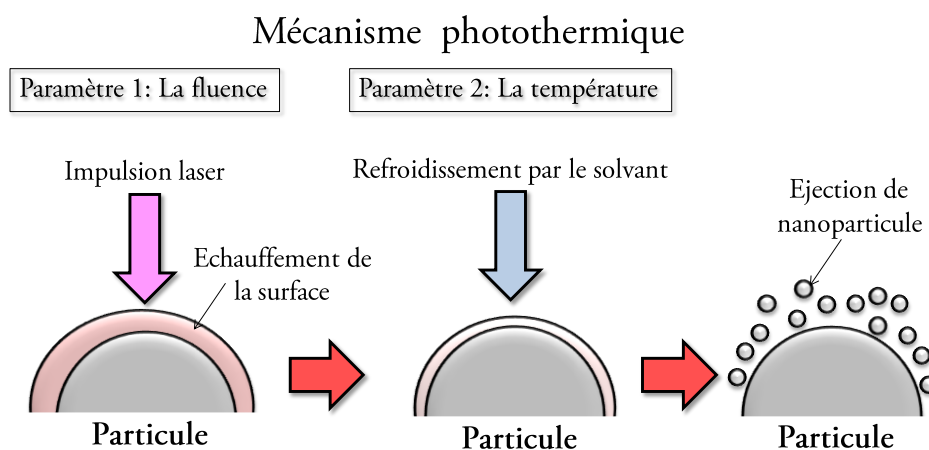 Mécanisme photothermique
Paramètre 1: La fluence
Paramètre 2: La température
Impulsion laser
Refroidissement par le solvant
Ejection de
nanoparticule
Echauffement de
la surface
Particule
Particule
Particule